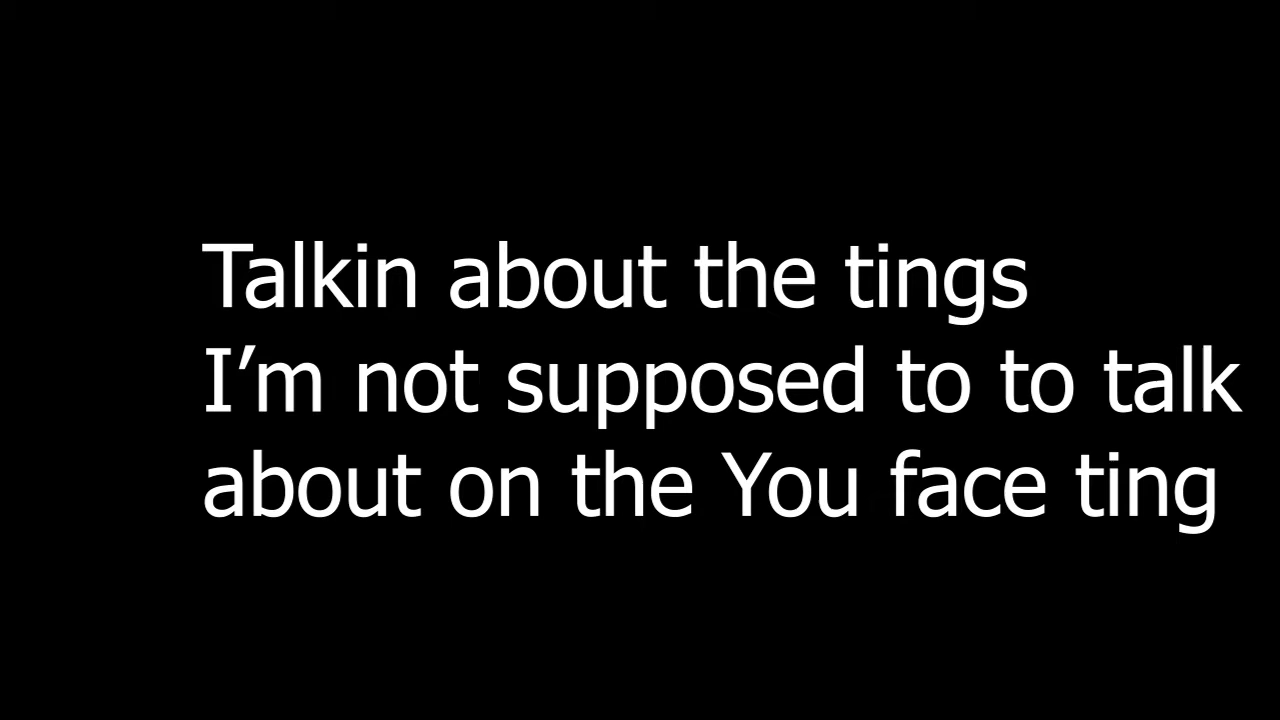 Talkin about the tings
I’m not supposed to to talk
about on the You face ting